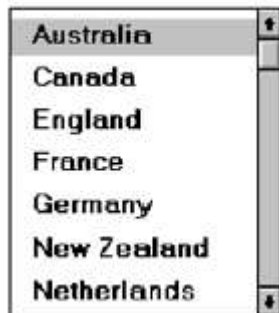 Australia
Canada
England
France
Germany
New Zealand
Netherlands